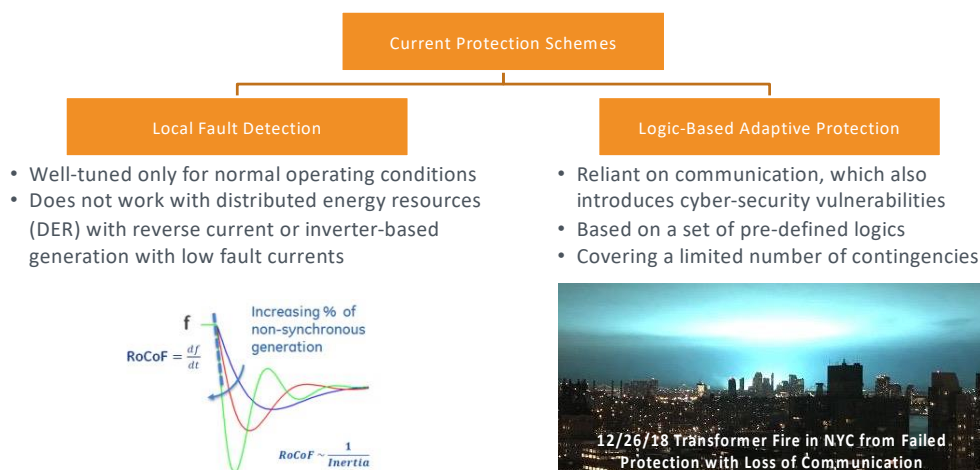 Current Protection Schemes
Local Fault Detection
• Well-tuned only for normal operating conditions
• Does not work with distributed energy resources
(DER) with reverse current or inverter-based
generation with low fault currents
f
RoCoF = df/dt
Increasing % of
non-synchronous
generation
RoCoF ~ 1/Inertia
Logic-Based Adaptive Protection
• Reliant on communication, which also
introduces cyber-security vulnerabilities
• Based on a set of pre-defined logics
• Covering a limited number of contingencies
12/26/18 Transformer Fire in NYC from Failed
Protection with Loss of Communication